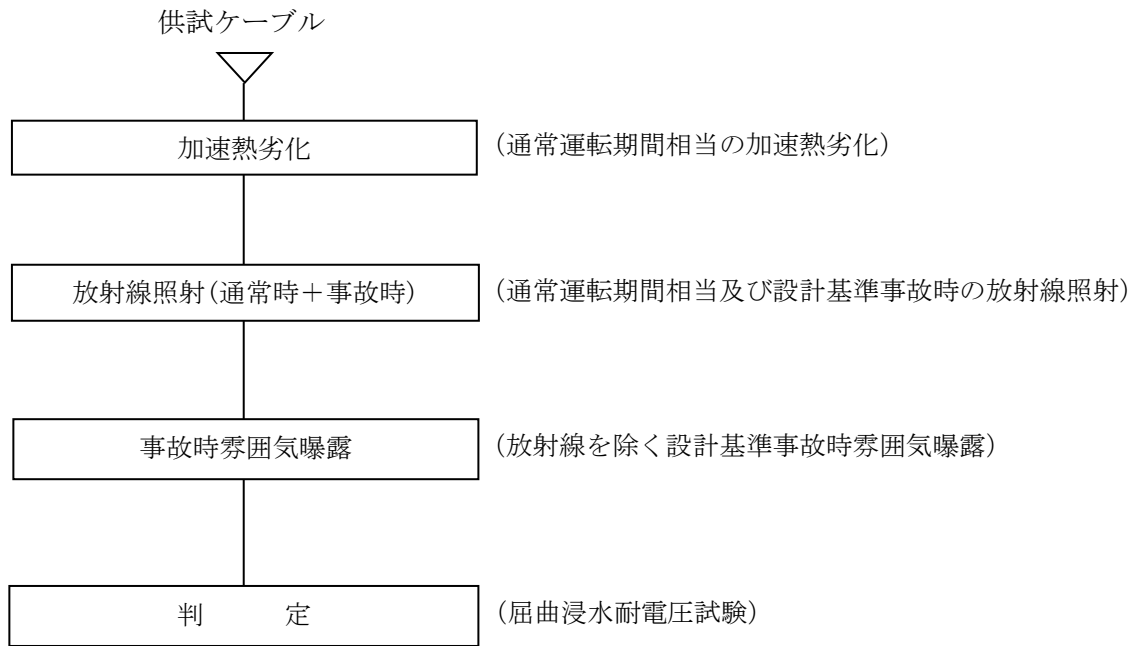 供試ケーブル
加速熱劣化 (通常運転期間相当の加速熱劣化)
放射線照射(通常時＋事故時) (通常運転期間相当及び設計基準事故時の放射線照射)
事故時雰囲気曝露 (放射線を除く設計基準事故時雰囲気曝露)
判　　定 (屈曲浸水耐電圧試験)